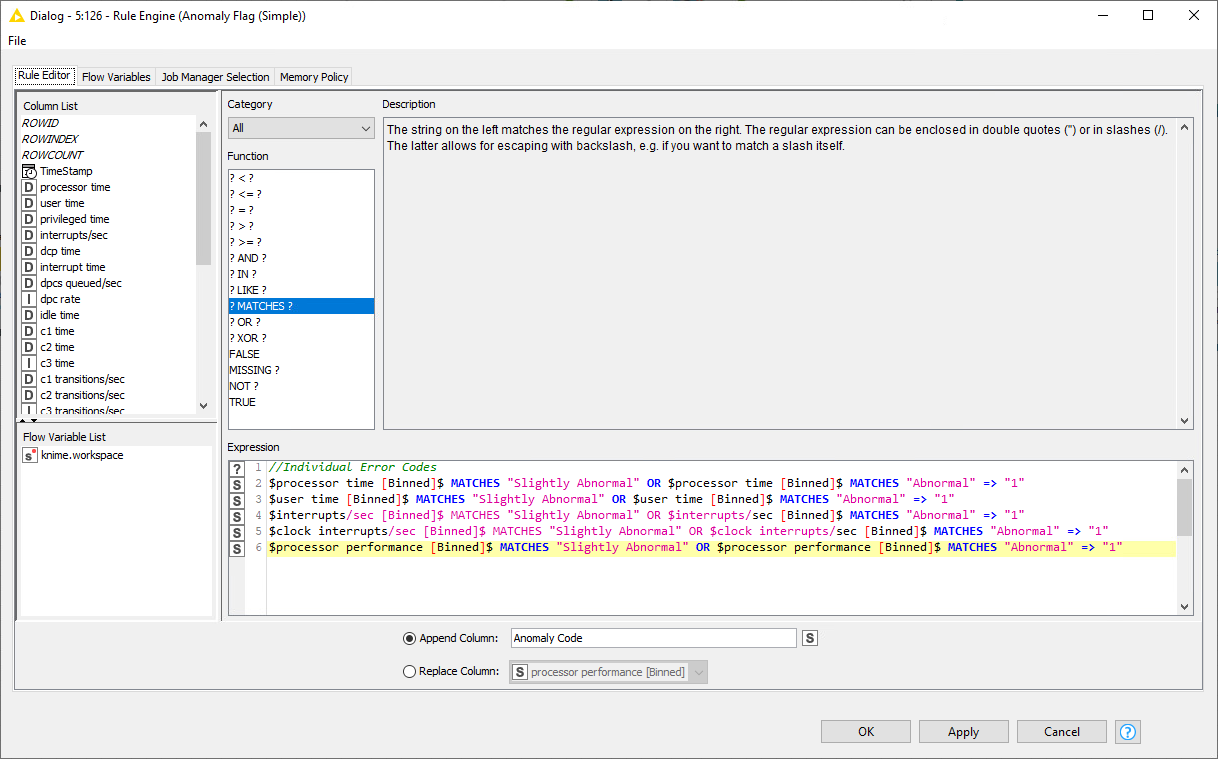 Dialog - 5:126 - Rule Engine (Anomaly Flag (Simple))
File
Rule Editor Flow Variables Job Manager Selection Memory Policy
Column List
ROWID
ROWINDEX
ROWCOUNT
TimeStamp
D processor time
D user time
D privileged time
D interrupts/sec
D dcp time
D interrupt time
D dpcs queued/sec
I dpc rate
D idle time
D c1 time
D c2 time
I c3 time
D c1 transitions/sec
D c2 transitions/sec
I c3 transitions/sec
Flow Variable List
s knime.workspace
Category
All
Function
? < ?
? <= ?
? = ?
? > ?
? >= ?
? AND ?
? IN ?
? LIKE ?
? MATCHES ?
? OR ?
? XOR ?
FALSE
MISSING ?
NOT ?
TRUE
Description
The string on the left matches the regular expression on the right. The regular expression can be enclosed in double quotes (") or in slashes (/).
The latter allows for escaping with backslash, e.g. if you want to match a slash itself.
Expression
? 1 //Individual Error Codes
S 2 $processor time [Binned]$ MATCHES "Slightly Abnormal" OR $processor time [Binned]$ MATCHES "Abnormal" => "1"
S 3 $user time [Binned]$ MATCHES "Slightly Abnormal" OR $user time [Binned]$ MATCHES "Abnormal" => "1"
S 4 $interrupts/sec [Binned]$ MATCHES "Slightly Abnormal" OR $interrupts/sec [Binned]$ MATCHES "Abnormal" => "1"
S 5 $clock interrupts/sec [Binned]$ MATCHES "Slightly Abnormal" OR $clock interrupts/sec [Binned]$ MATCHES "Abnormal" => "1"
S 6 $processor performance [Binned]$ MATCHES "Slightly Abnormal" OR $processor performance [Binned]$ MATCHES "Abnormal" => "1"
Append Column: Anomaly Code S
Replace Column: S processor performance [Binned]
OK Apply Cancel ?